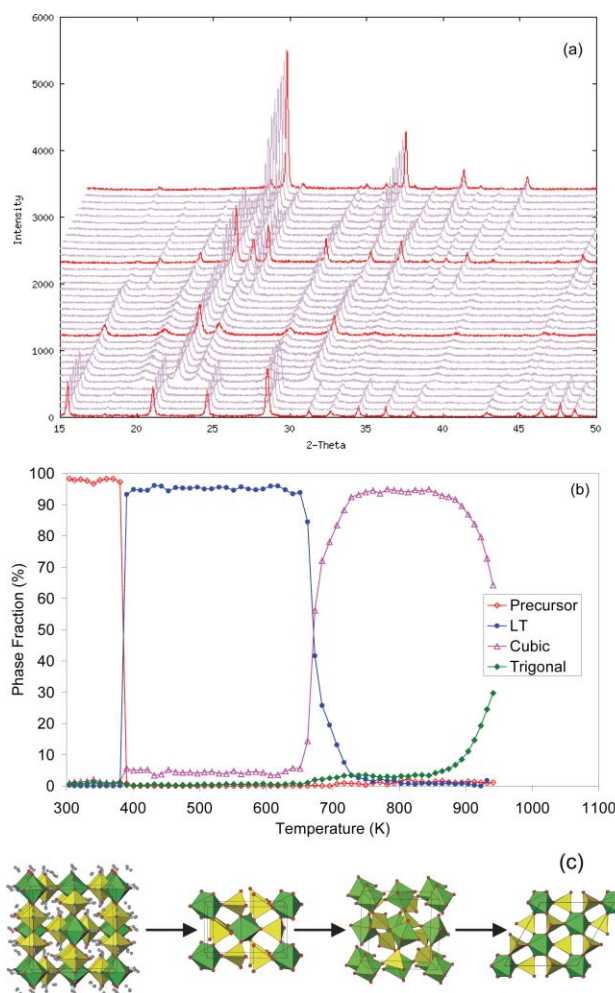 6000
(a)
5000
4000
Intensity
3000
2000
1000
0
15 20 25 30 35 40 45 50
2-Theta
100
(b)
90
80
70
60
50
40
30
20
10
0
Phase Fraction (%)
Precursor
LT
Cubic
Trigonal
300 400 500 600 700 800 900 1000 1100
Temperature (K)
(c)